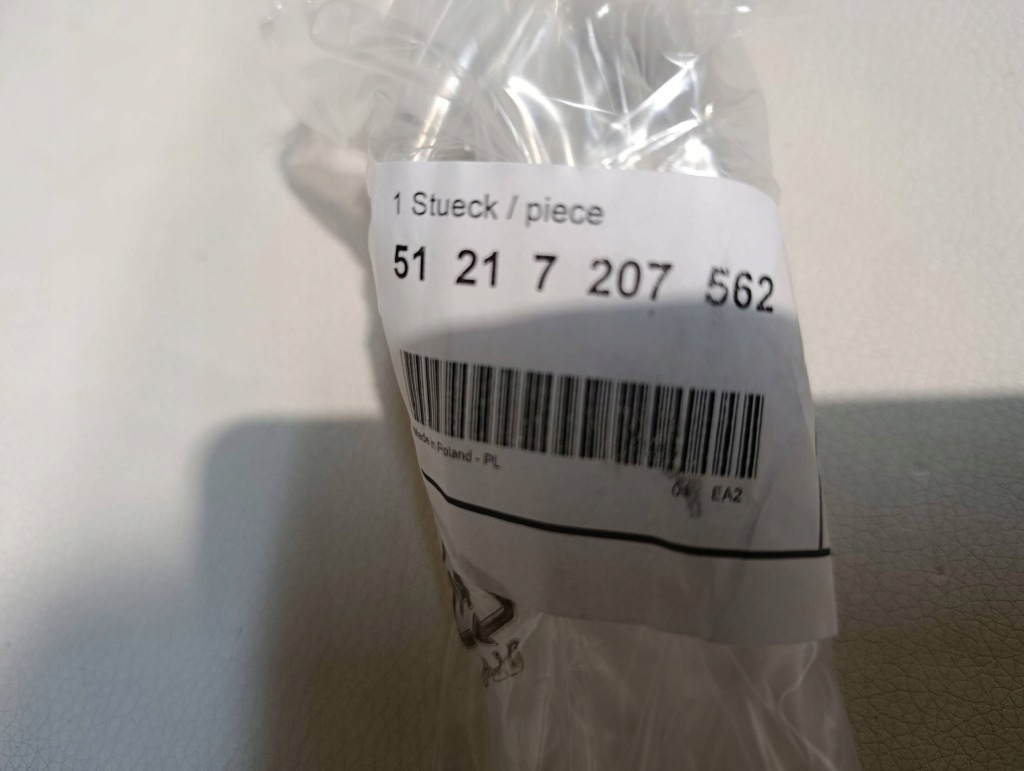 1 Stueck / piece
51 21 7 207 562
Made in Poland - PL
EA2